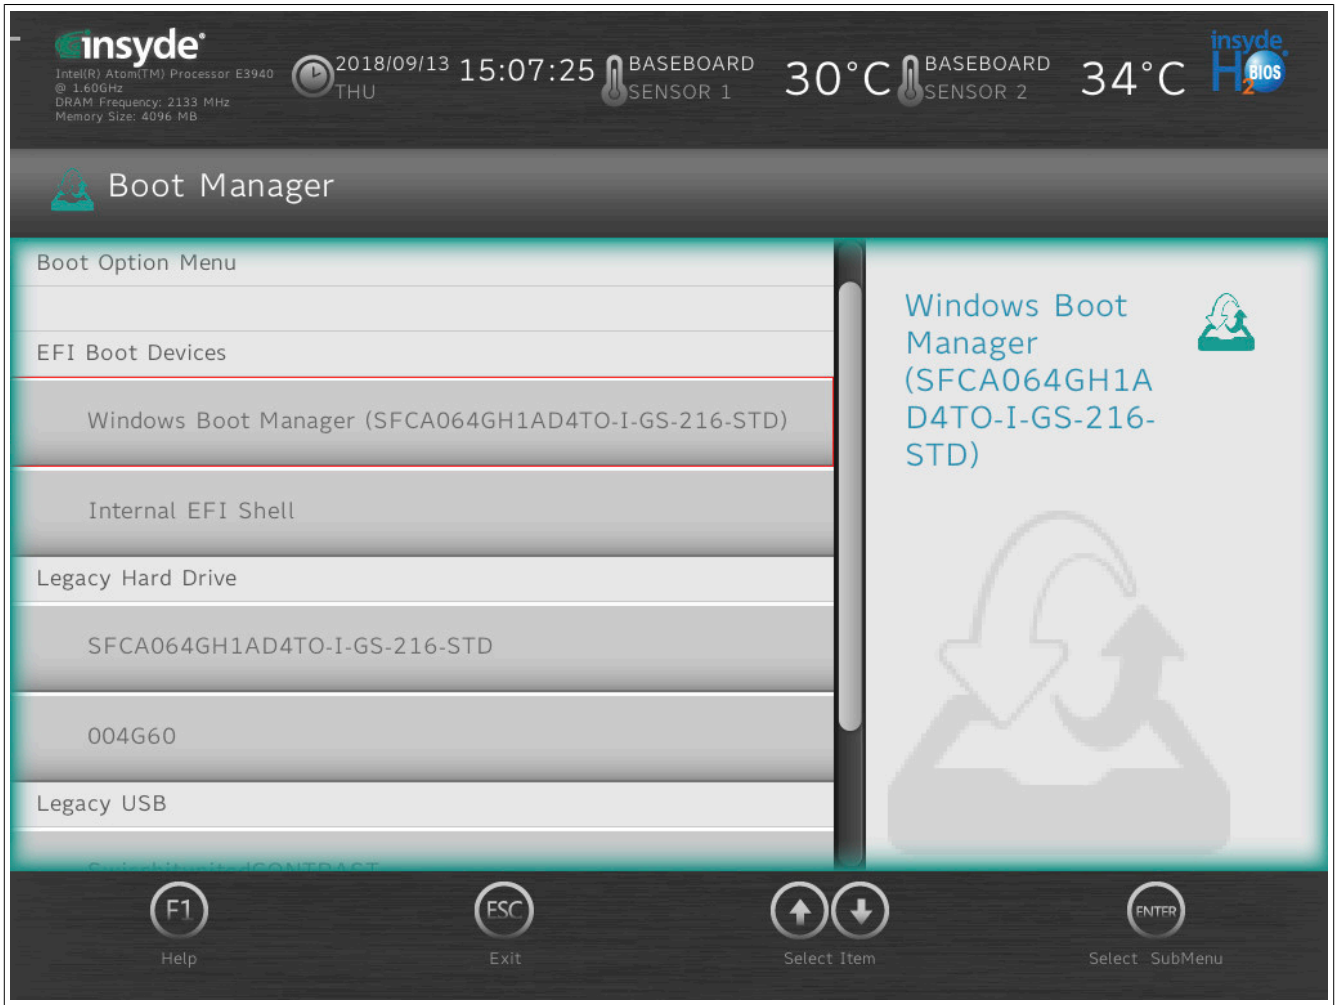 insyde®
Intel(R) Atom(TM) Processor E3940
@ 1.60GHz
DRAM Frequency: 2133 MHz
Memory Size: 4096 MB
2018/09/13
THU
15:07:25
BASEBOARD
SENSOR 1
30°C
BASEBOARD
SENSOR 2
34°C
insyde®
H2O
BIOS
Boot Manager
Boot Option Menu
EFI Boot Devices
Windows Boot Manager (SFCA064GH1AD4TO-I-GS-216-STD)
Internal EFI Shell
Legacy Hard Drive
SFCA064GH1AD4TO-I-GS-216-STD
004G60
Legacy USB
Windows Boot
Manager
(SFCA064GH1A
D4TO-I-GS-216-
STD)
F1
Help
ESC
Exit
Select Item
ENTER
Select SubMenu